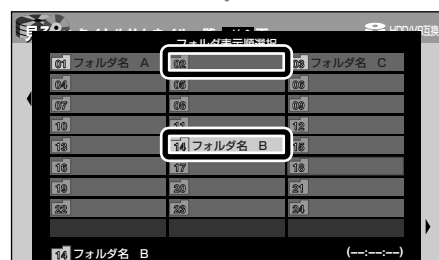 フォルダ表示順選択
01 フォルダ名 A 02 03 フォルダ名 C
04 05 06
07 08 09
10 11 12
13 14 フォルダ名 B 15
16 17 18
19 20 21
22 23 24
14 フォルダ名 B (--:--:--)